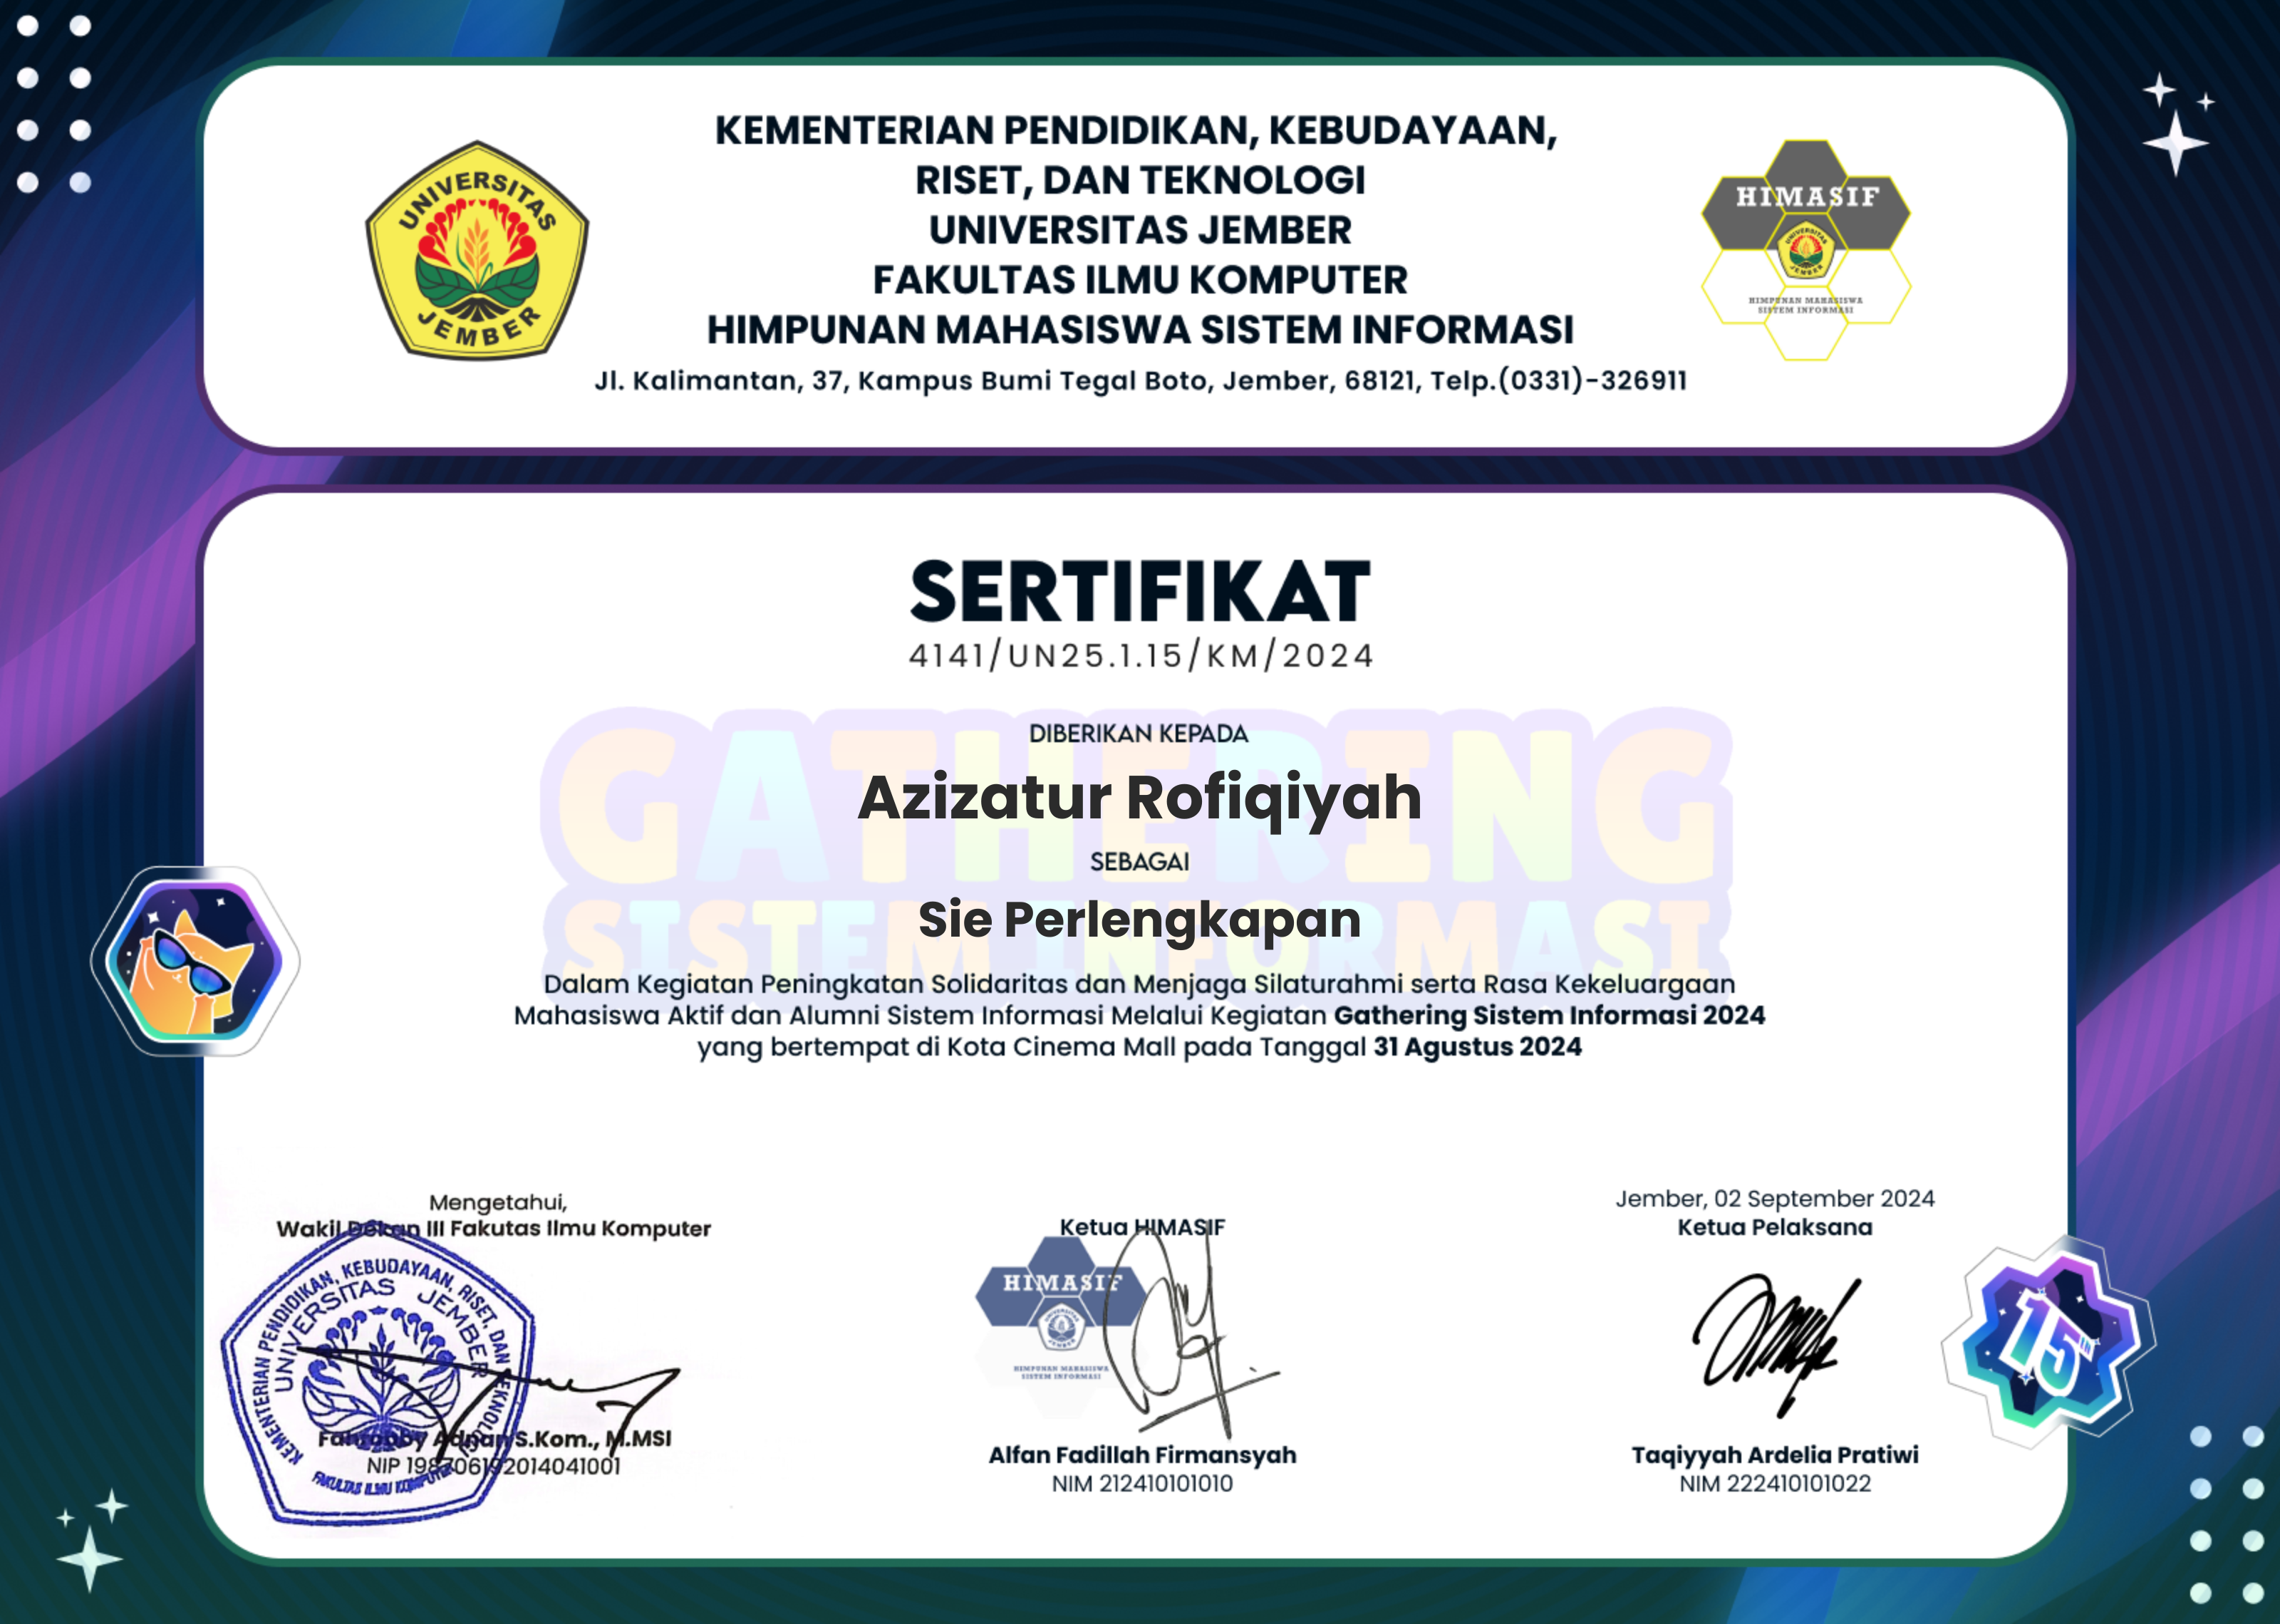 KEMENTERIAN PENDIDIKAN, KEBUDAYAAN,
RISET, DAN TEKNOLOGI
UNIVERSITAS JEMBER
FAKULTAS ILMU KOMPUTER
HIMPUNAN MAHASISWA SISTEM INFORMASI
Jl. Kalimantan, 37, Kampus Bumi Tegal Boto, Jember, 68121, Telp.(0331)-326911
UNIVERSITAS
JEMBER
HIMASIF
UNIVERSITAS
JEMBER
HIMPUNAN MAHASISWA
SISTEM INFORMASI
SERTIFIKAT
4141/UN25.1.15/KM/2024
GATHERING
SISTEM INFORMASI
DIBERIKAN KEPADA
Azizatur Rofiqiyah
SEBAGAI
Sie Perlengkapan
Dalam Kegiatan Peningkatan Solidaritas dan Menjaga Silaturahmi serta Rasa Kekeluargaan
Mahasiswa Aktif dan Alumni Sistem Informasi Melalui Kegiatan Gathering Sistem Informasi 2024
yang bertempat di Kota Cinema Mall pada Tanggal 31 Agustus 2024
Mengetahui,
Wakil Dekan III Fakutas Ilmu Komputer
KEMENTERIAN PENDIDIKAN, KEBUDAYAAN, RISET, DAN TEKNOLOGI
UNIVERSITAS JEMBER
FAKULTAS ILMU KOMPUTER
Adnan S.Kom., M.MSI
NIP 198706192014041001
Ketua HIMASIF
HIMASIF
UNIVERSITAS
JEMBER
HIMPUNAN MAHASISWA
SISTEM INFORMASI
Alfan Fadillah Firmansyah
NIM 212410101010
Jember, 02 September 2024
Ketua Pelaksana
Taqiyyah Ardelia Pratiwi
NIM 222410101022
15TH